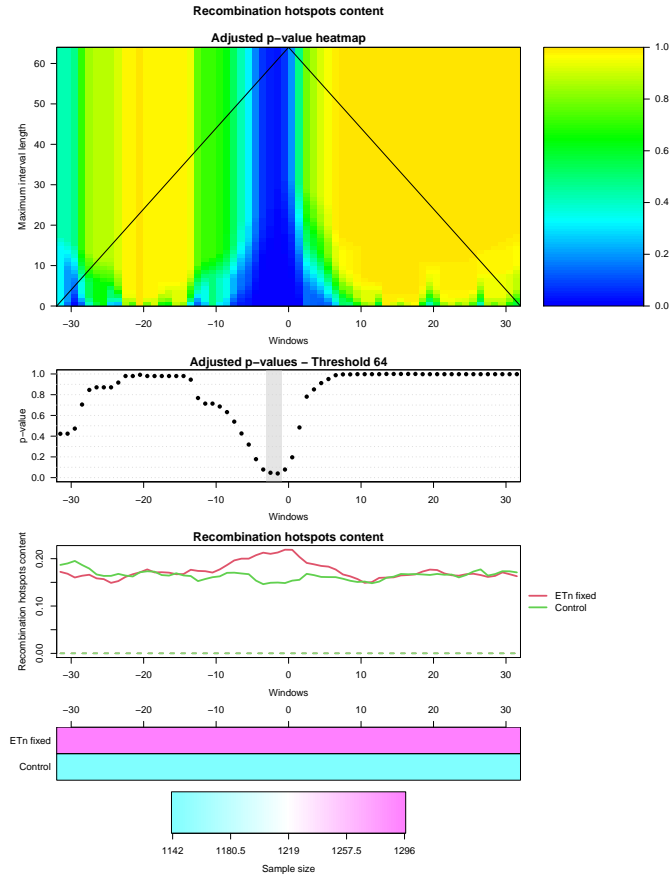 Recombination hotspots content
Adjusted p−value heatmap
Maximum interval length
0 10 20 30 40 50 60
−30 −20 −10 0 10 20 30
Windows
0.0 0.2 0.4 0.6 0.8 1.0
Adjusted p−values − Threshold 64
p−value
0.0 0.2 0.4 0.6 0.8 1.0
−30 −20 −10 0 10 20 30
Windows
Recombination hotspots content
Recombination hotspots content
0.00 0.10 0.20
−30 −20 −10 0 10 20 30
Windows
ETn fixed
Control
−30 −20 −10 0 10 20 30
ETn fixed
Control
1142 1180.5 1219 1257.5 1296
Sample size